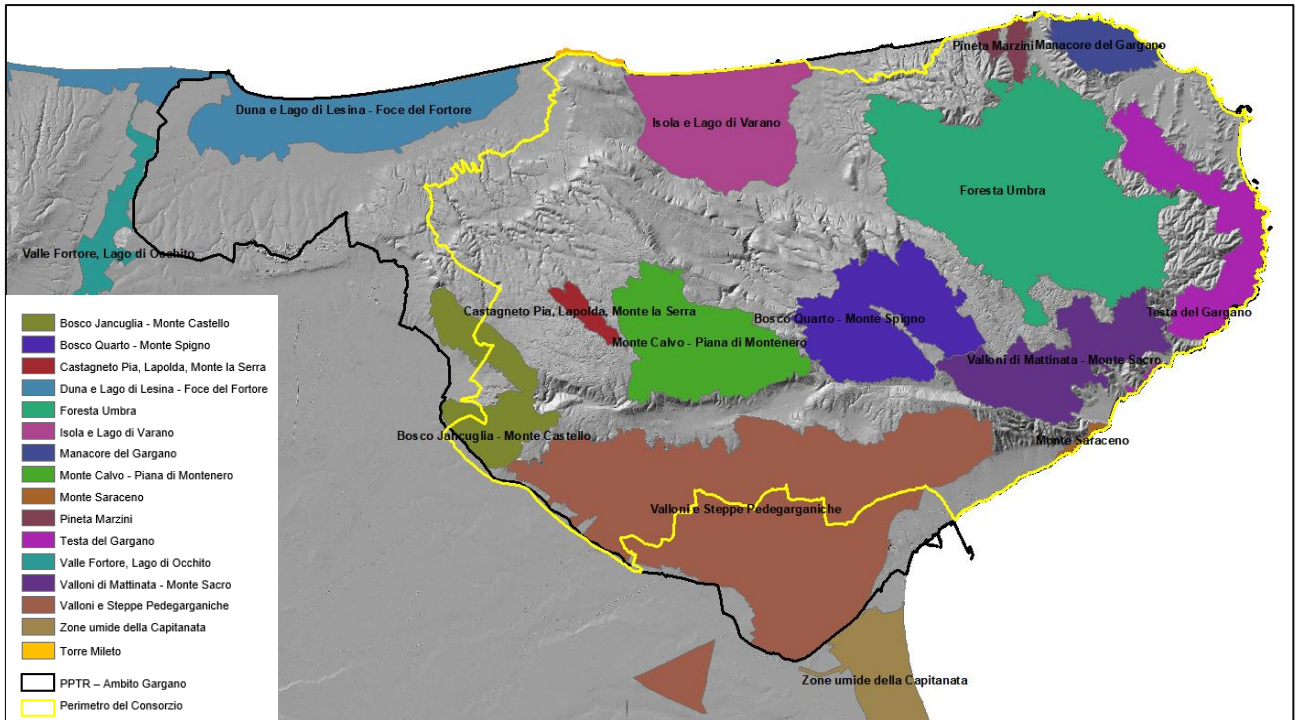 Pineta Marzini
Manacore del Gargano
Duna e Lago di Lesina - Foce del Fortore
Isola e Lago di Varano
Foresta Umbra
Valle Fortore, Lago di Occhito
Castagneto Pia, Lapolda, Monte la Serra
Bosco Quarto - Monte Spigno
Testa del Gargano
Monte Calvo - Piana di Montenero
Valloni di Mattinata - Monte Sacro
Bosco Jancuglia - Monte Castello
Monte Saraceno
Valloni e Steppe Pedegarganiche
Zone umide della Capitanata
Bosco Jancuglia - Monte Castello
Bosco Quarto - Monte Spigno
Castagneto Pia, Lapolda, Monte la Serra
Duna e Lago di Lesina - Foce del Fortore
Foresta Umbra
Isola e Lago di Varano
Manacore del Gargano
Monte Calvo - Piana di Montenero
Monte Saraceno
Pineta Marzini
Testa del Gargano
Valle Fortore, Lago di Occhito
Valloni di Mattinata - Monte Sacro
Valloni e Steppe Pedegarganiche
Zone umide della Capitanata
Torre Mileto
PPTR – Ambito Gargano
Perimetro del Consorzio